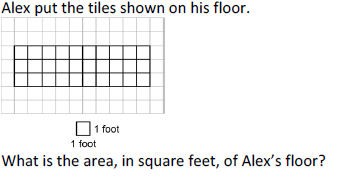 Alex put the tiles shown on his floor.
1 foot
1 foot
What is the area, in square feet, of Alex's floor?